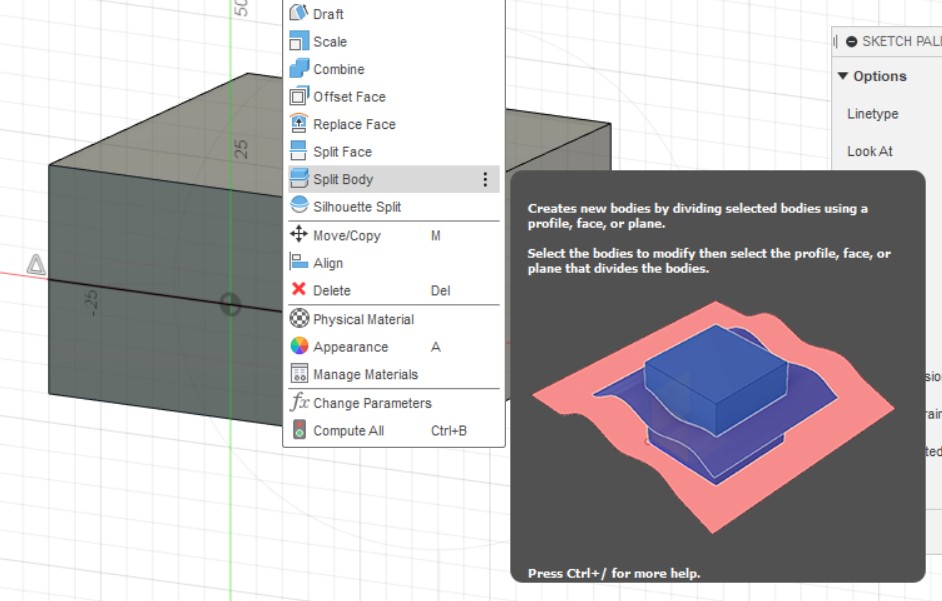 50
Draft
Scale
Combine
Offset Face
Replace Face
Split Face
Split Body
Silhouette Split
Move/Copy M
Align
Delete Del
Physical Material
Appearance A
Manage Materials
fx Change Parameters
Compute All Ctrl+B
25
-25
SKETCH PAL
Options
Linetype
Look At
Creates new bodies by dividing selected bodies using a
profile, face, or plane.
Select the bodies to modify then select the profile, face, or
plane that divides the bodies.
Press Ctrl+/ for more help.